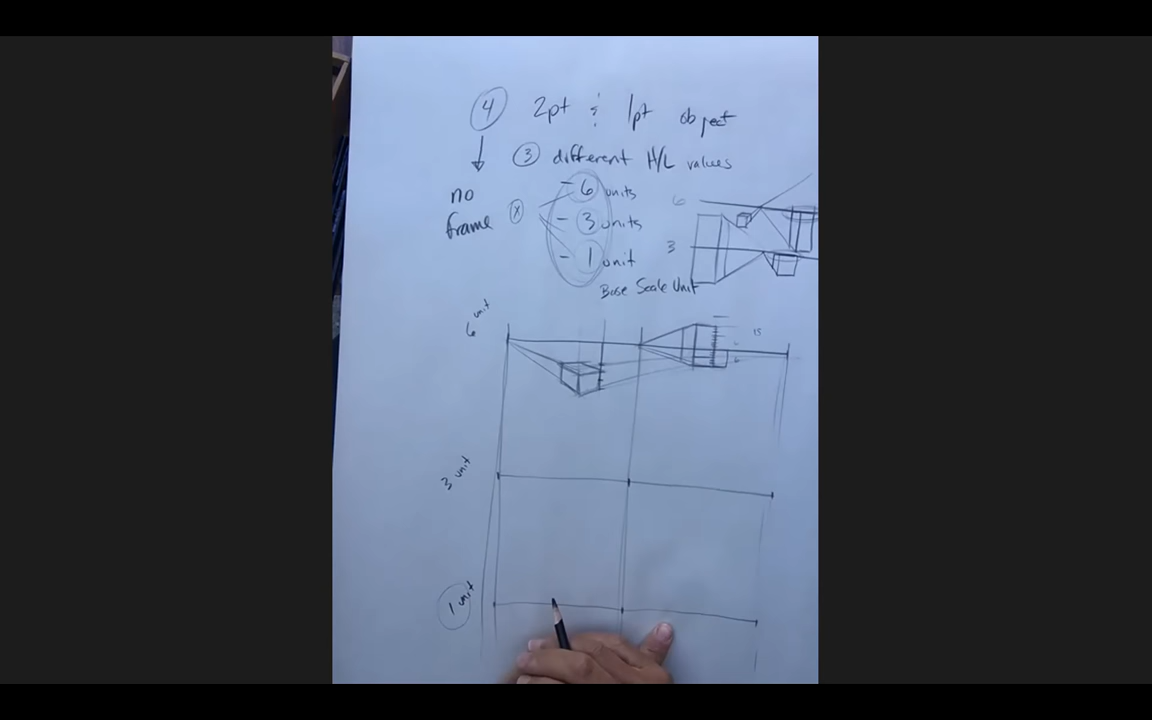 ④ 2pt & 1pt object
③ different H/L values
no
frame
- 6 units
- 3 units
- 1 unit
Base Scale Unit
6
3
6 unit
3 unit
1 unit